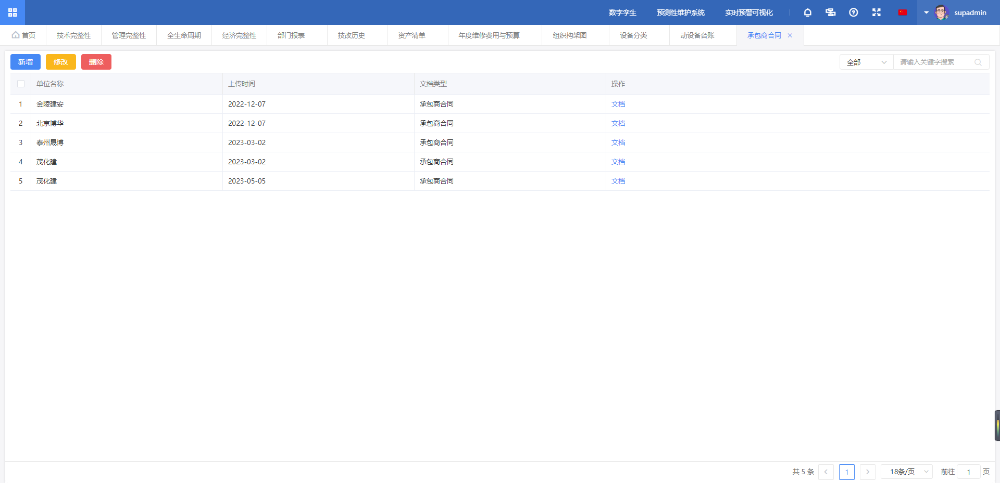 数字孪生 预测性维护系统 实时预警可视化 supadmin
首页 技术完整性 管理完整性 全生命周期 经济完整性 部门报表 技改历史 资产清单 年度维修费用与预算 组织构架图 设备分类 动设备台账 承包商合同
新增 修改 删除 全部 请输入关键字搜索
单位名称 上传时间 文档类型 操作
1 金陵建安 2022-12-07 承包商合同 文档
2 北京博华 2022-12-07 承包商合同 文档
3 泰州晟博 2023-03-02 承包商合同 文档
4 茂化建 2023-03-02 承包商合同 文档
5 茂化建 2023-05-05 承包商合同 文档
共 5 条 1 18条/页 前往 1 页